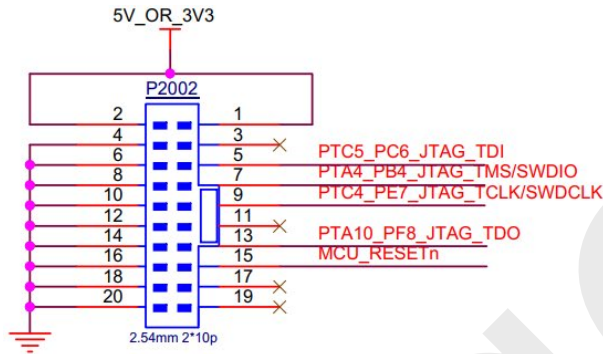 5V_OR_3V3
P2002
2 1
4 3
6 5 PTC5_PC6_JTAG_TDI
8 7 PTA4_PB4_JTAG_TMS/SWDIO
10 9 PTC4_PE7_JTAG_TCLK/SWDCLK
12 11
14 13 PTA10_PF8_JTAG_TDO
16 15 MCU_RESETn
18 17
20 19
2.54mm 2*10p